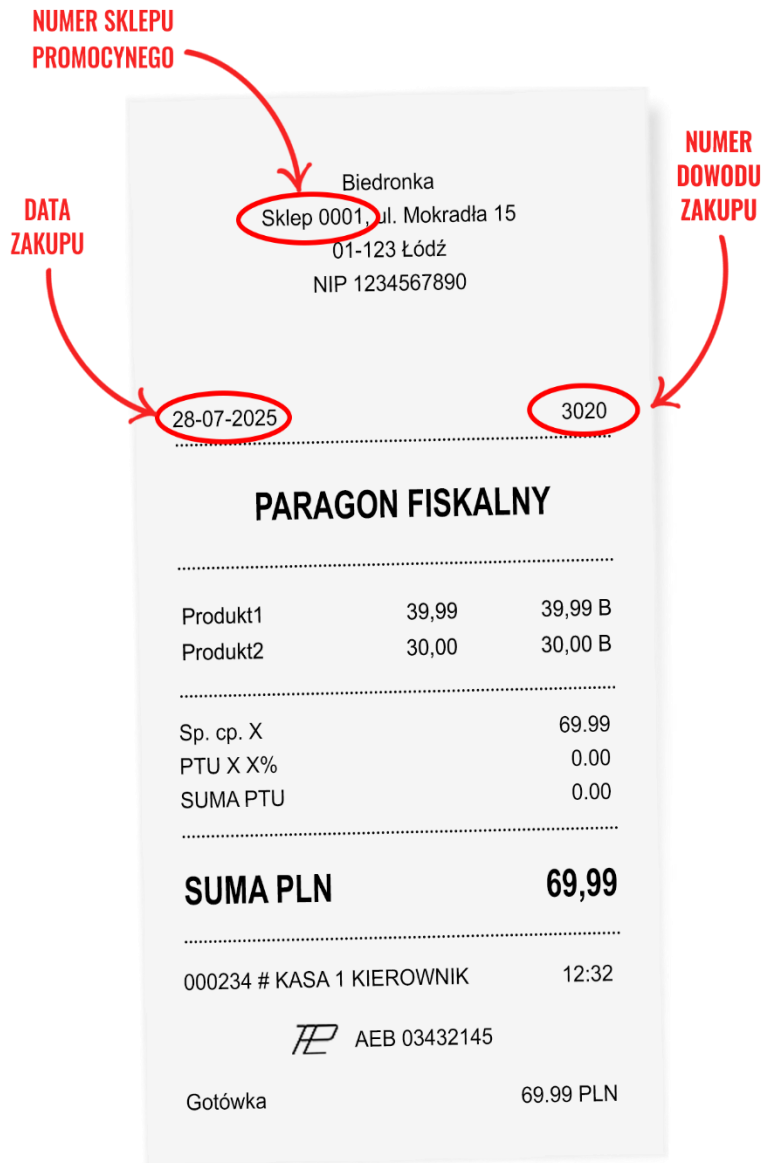 NUMER SKLEPU
PROMOCYNEGO
NUMER
DOWODU
ZAKUPU
DATA
ZAKUPU
Biedronka
Sklep 0001, ul. Mokradła 15
01-123 Łódź
NIP 1234567890
28-07-2025 3020
PARAGON FISKALNY
Produkt1 39,99 39,99 B
Produkt2 30,00 30,00 B
Sp. cp. X 69.99
PTU X X% 0.00
SUMA PTU 0.00
SUMA PLN 69,99
000234 # KASA 1 KIEROWNIK 12:32
AEB 03432145
Gotówka 69.99 PLN